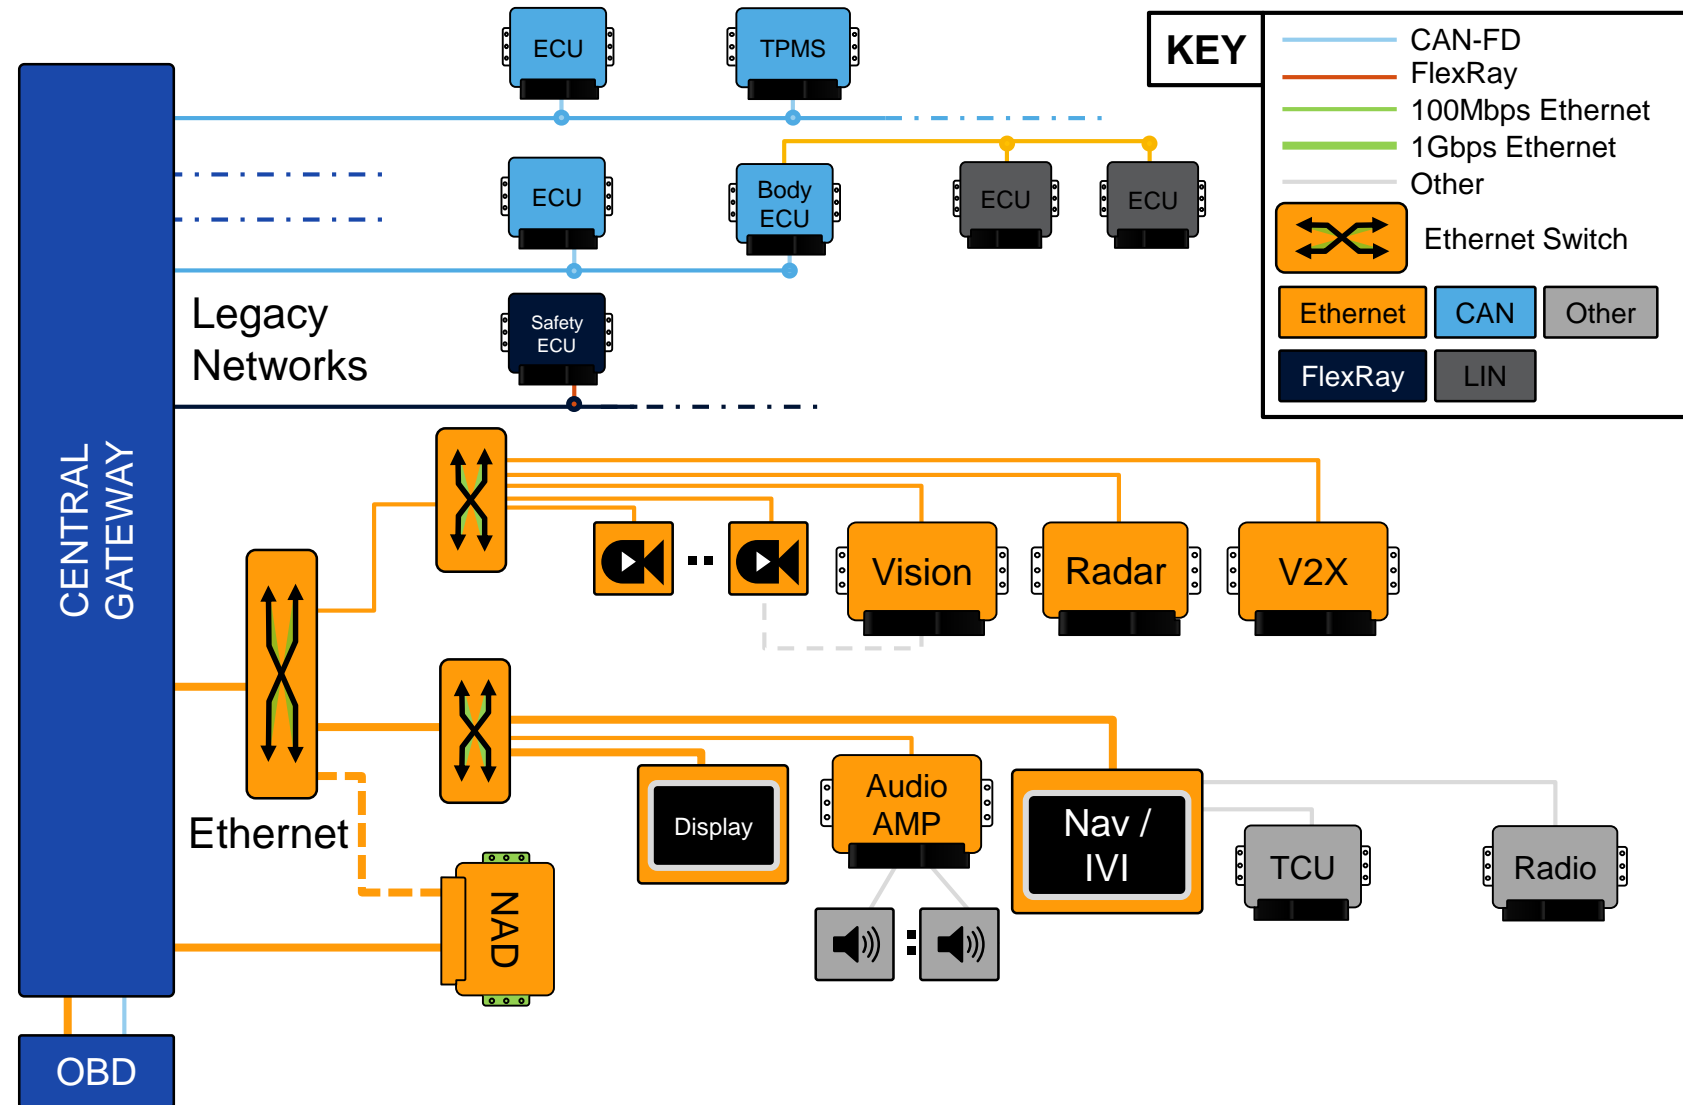 ECU
TPMS
KEY
CAN-FD
FlexRay
100Mbps Ethernet
1Gbps Ethernet
Other
Ethernet Switch
Ethernet
CAN
Other
FlexRay
LIN
ECU
Body
ECU
ECU
ECU
Legacy
Networks
Safety
ECU
CENTRAL
GATEWAY
Vision
Radar
V2X
Ethernet
Display
Audio
AMP
Nav /
IVI
TCU
Radio
NAD
OBD